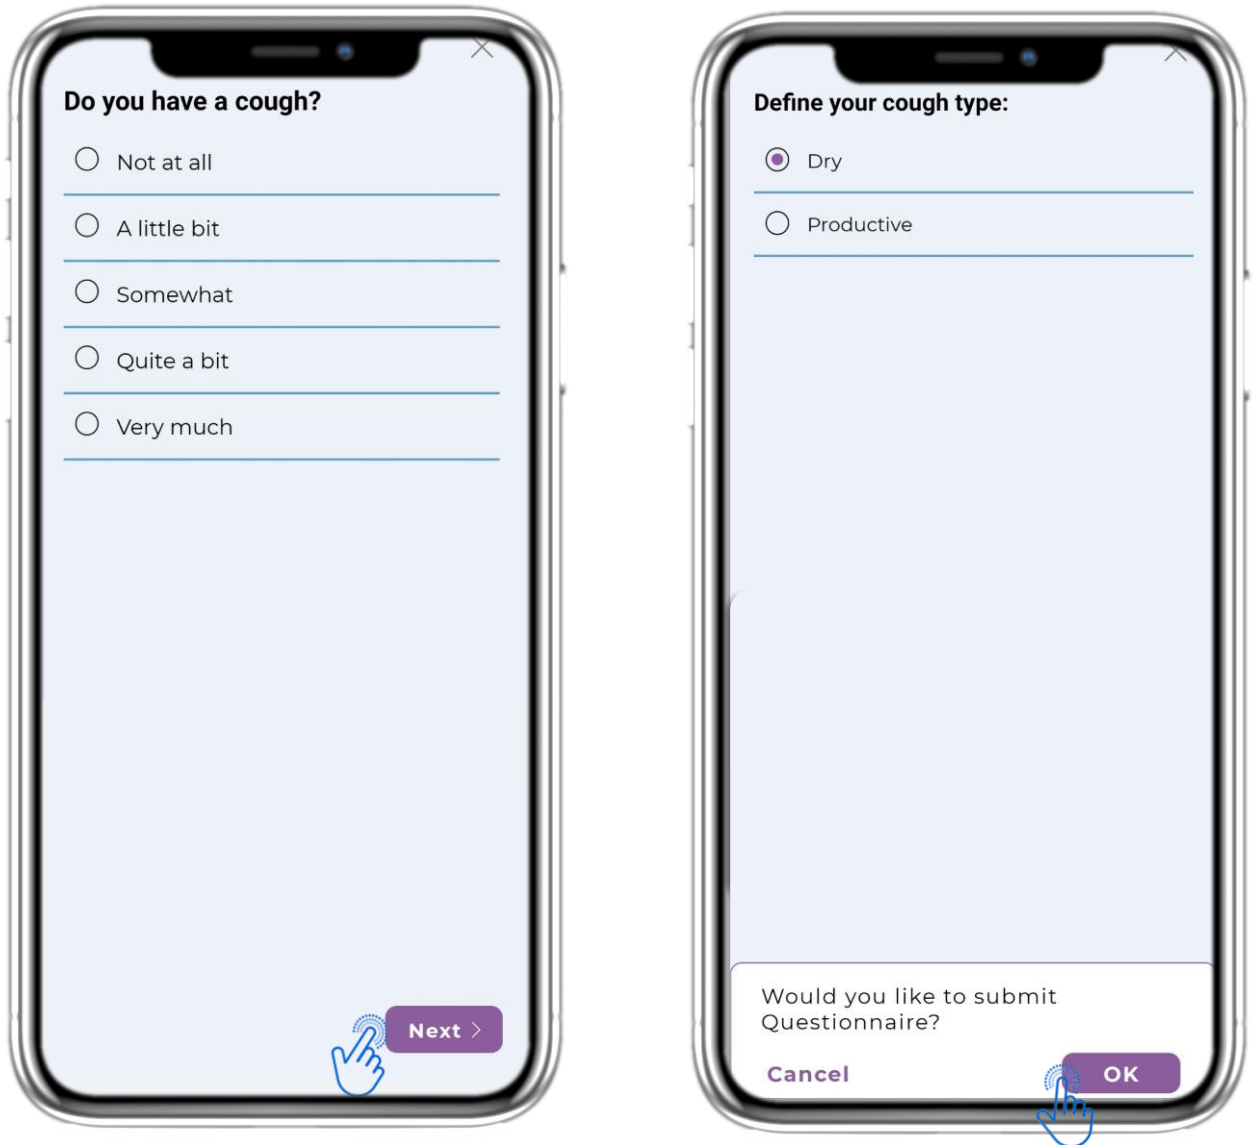 Do you have a cough?
Not at all
A little bit
Somewhat
Quite a bit
Very much
Next >
Define your cough type:
Dry
Productive
Would you like to submit
Questionnaire?
Cancel
OK